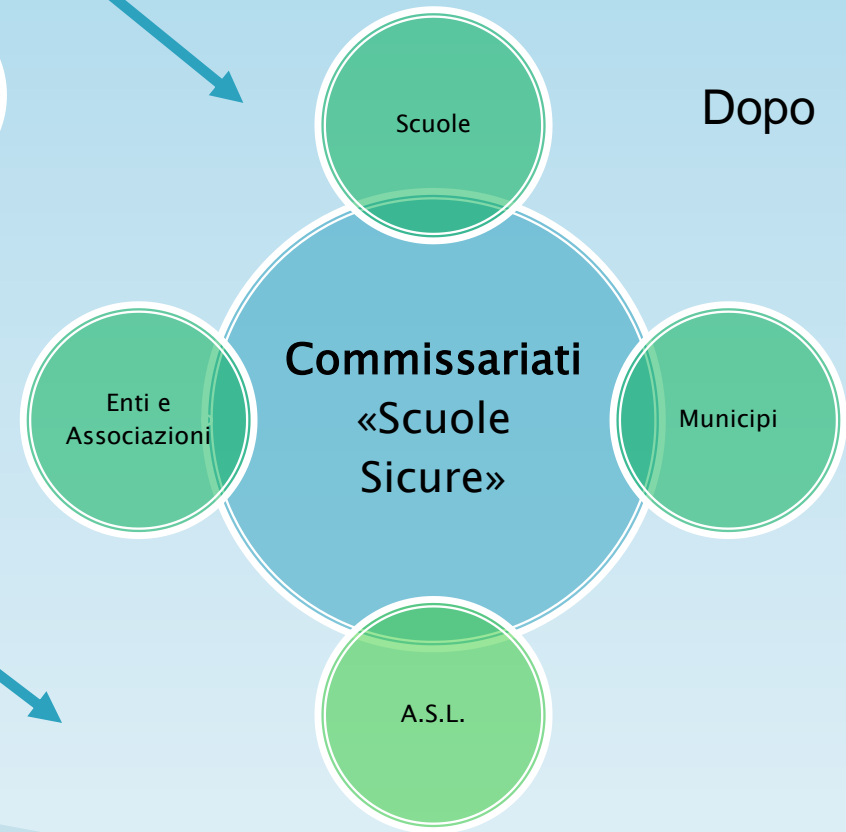 Dopo
Scuole
Commissariati
«Scuole
Sicure»
Enti e
Associazioni
Municipi
A.S.L.